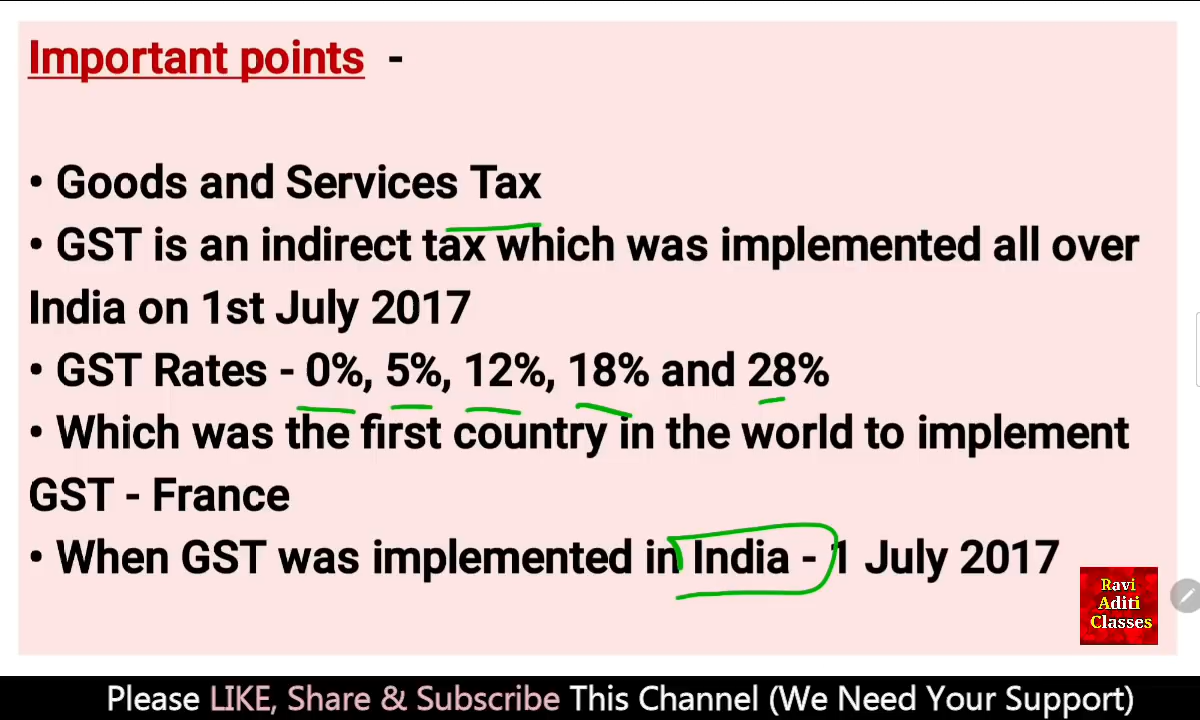 Important points -
• Goods and Services Tax
• GST is an indirect tax which was implemented all over
India on 1st July 2017
• GST Rates - 0%, 5%, 12%, 18% and 28%
• Which was the first country in the world to implement
GST - France
• When GST was implemented in India - 1 July 2017
Ravi
Aditi
Classes
Please LIKE, Share & Subscribe This Channel (We Need Your Support)